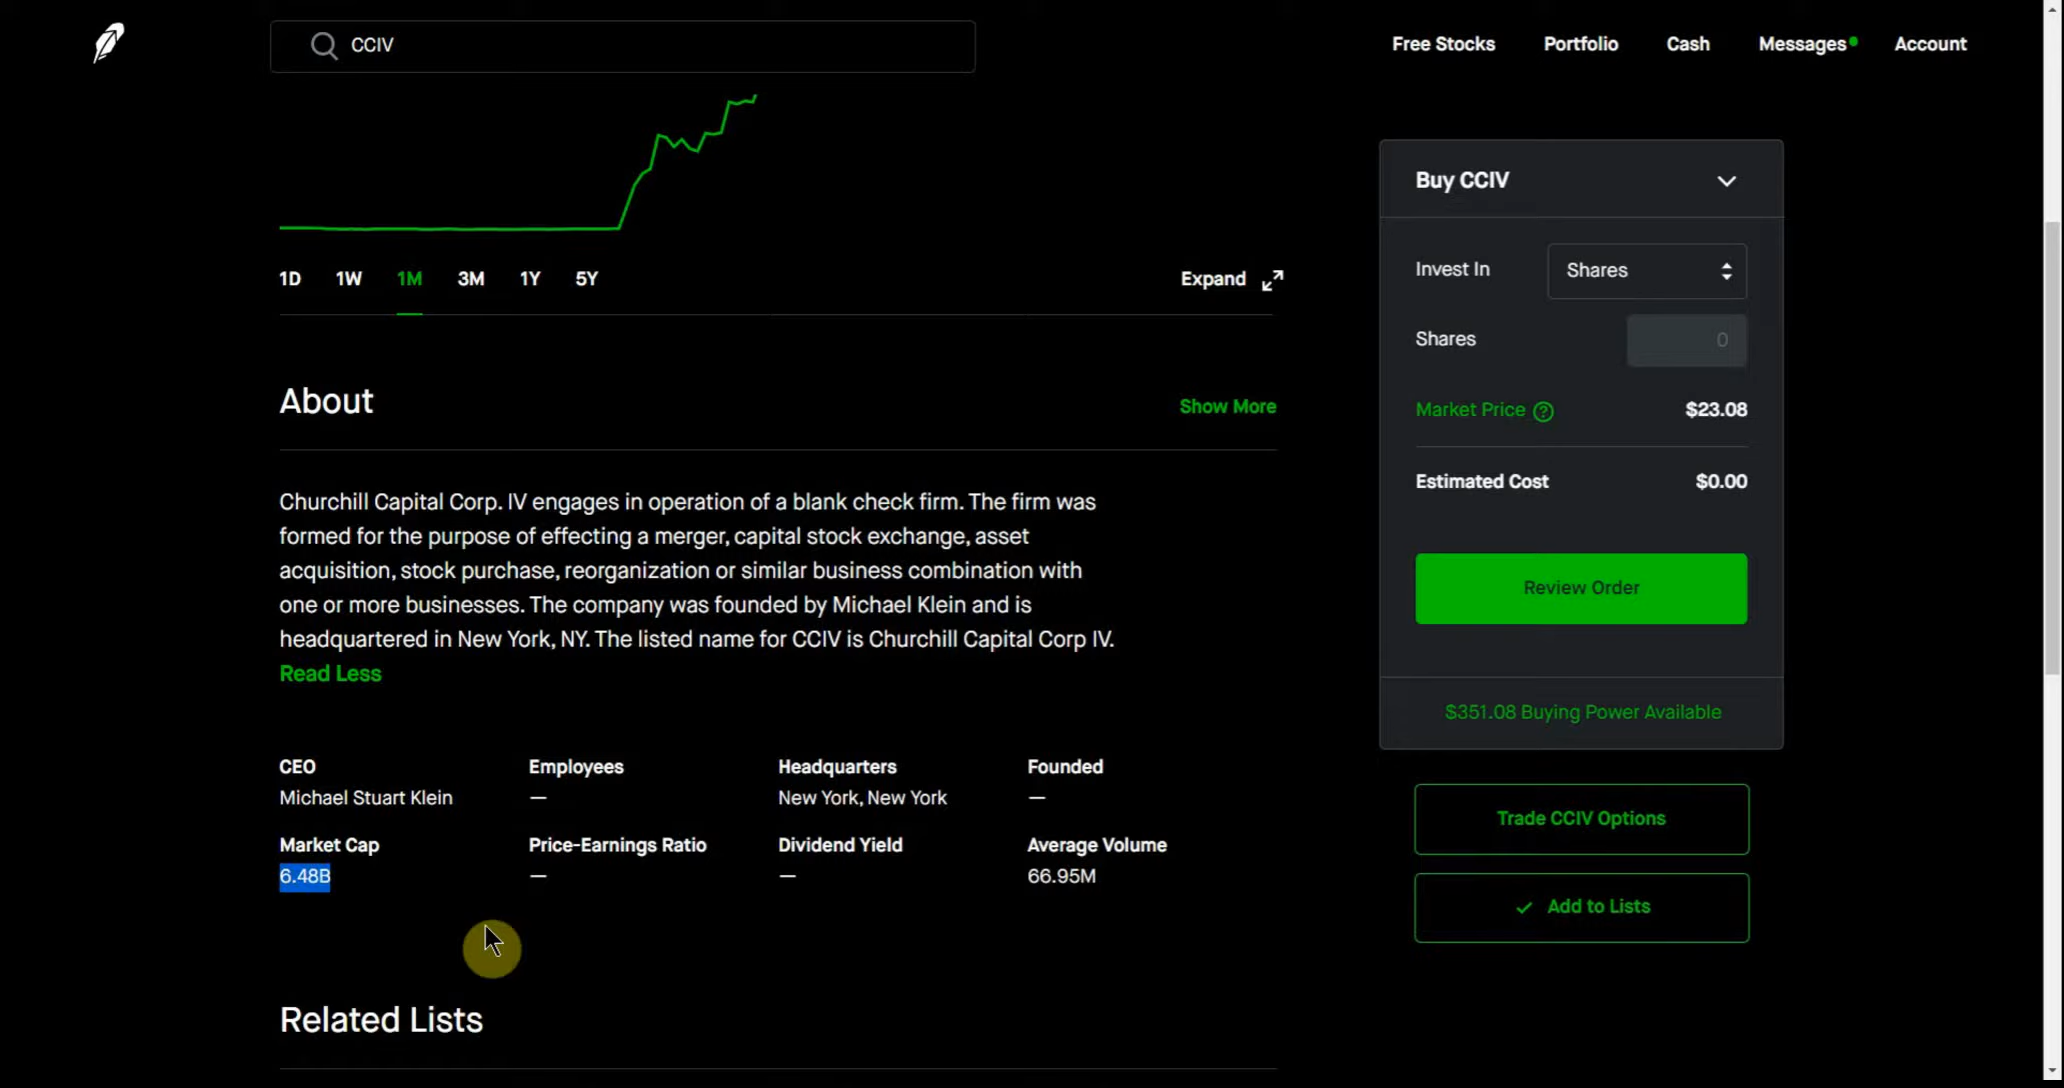 CCIV
Free Stocks
Portfolio
Cash
Messages
Account
1D
1W
1M
3M
1Y
5Y
Expand
About
Show More
Churchill Capital Corp. IV engages in operation of a blank check firm. The firm was
formed for the purpose of effecting a merger, capital stock exchange, asset
acquisition, stock purchase, reorganization or similar business combination with
one or more businesses. The company was founded by Michael Klein and is
headquartered in New York, NY. The listed name for CCIV is Churchill Capital Corp IV.
Read Less
CEO
Michael Stuart Klein
Employees
—
Headquarters
New York, New York
Founded
—
Market Cap
6.48B
Price-Earnings Ratio
—
Dividend Yield
—
Average Volume
66.95M
Related Lists
Buy CCIV
Invest In
Shares
Shares
0
Market Price ?
$23.08
Estimated Cost
$0.00
Review Order
$351.08 Buying Power Available
Trade CCIV Options
Add to Lists